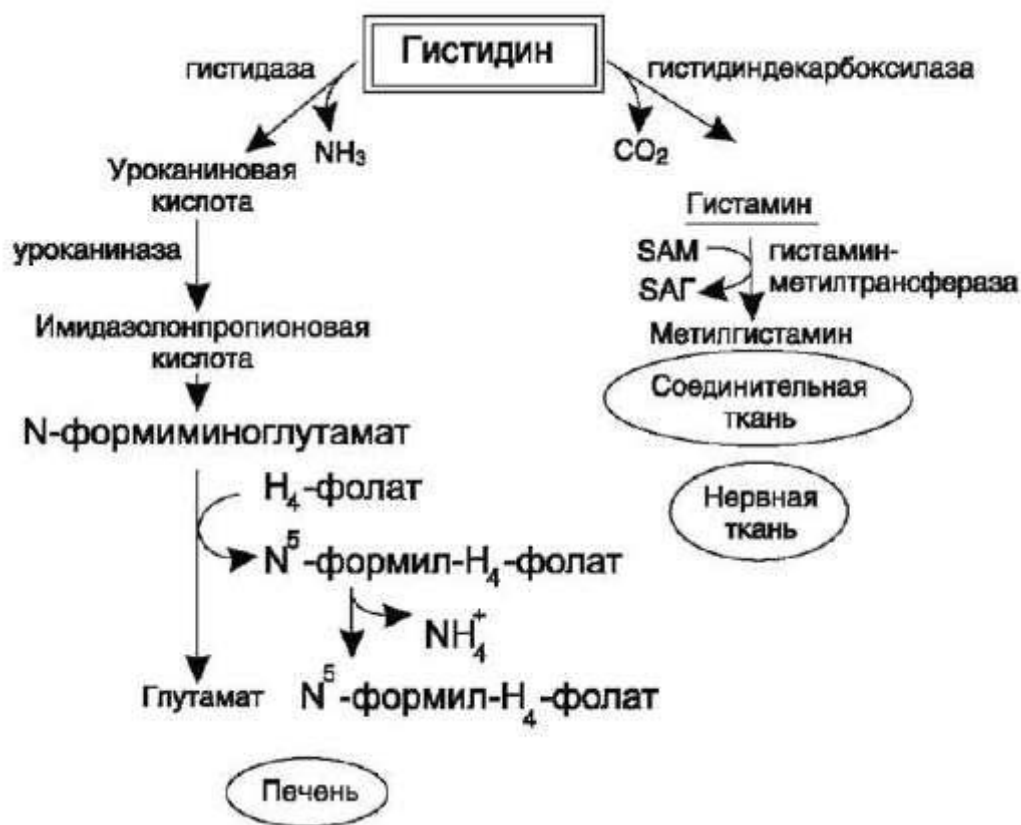 Гистидин
гистидаза
NH₃
Уроканиновая
кислота
уроканиназа
Имидазолонпропионовая
кислота
N-формиминоглутамат
H₄-фолат
N⁵-формил-H₄-фолат
NH₄⁺
Глутамат
N⁵-формил-H₄-фолат
Печень
гистидиндекарбоксилаза
CO₂
Гистамин
SAM
SAГ
гистамин-
метилтрансфераза
Метилгистамин
Соединительная
ткань
Нервная
ткань